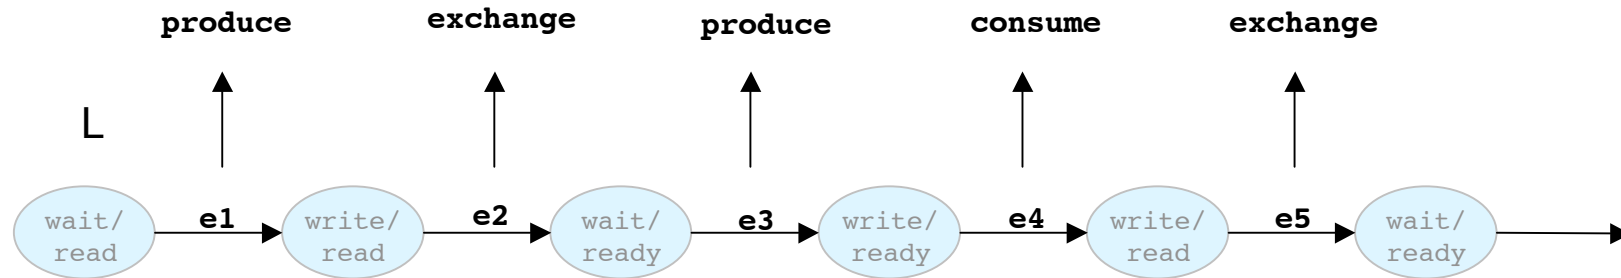 produce exchange produce consume exchange
L
e1 e2 e3 e4 e5
wait/ write/ wait/ write/ write/ wait/
read read ready ready read ready